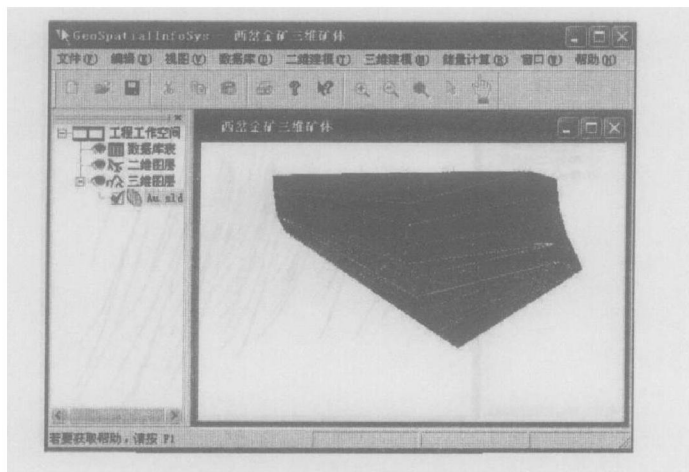 GeoSpatialInfoSys - 西岔金矿三维矿体
文件(F) 编辑(E) 视图(V) 数据库(D) 二维建模(T) 三维建模(M) 储量计算(R) 窗口(W) 帮助(H)
西岔金矿三维矿体
工程工作空间
数据库表
二维图层
三维图层
Au sld
若要获取帮助,请按 F1